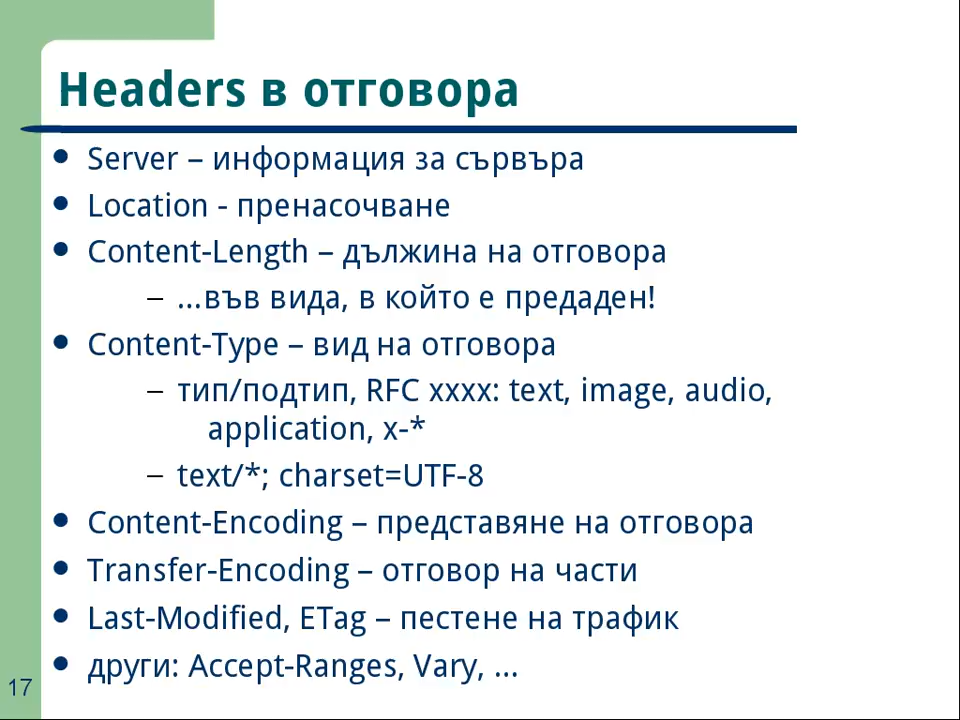 Headers в отговора
Server – информация за сървъра
Location - пренасочване
Content-Length – дължина на отговора
– ...във вида, в който е предаден!
Content-Type – вид на отговора
– тип/подтип, RFC xxxx: text, image, audio,
application, x-*
– text/*; charset=UTF-8
Content-Encoding – представяне на отговора
Transfer-Encoding – отговор на части
Last-Modified, ETag – пестене на трафик
други: Accept-Ranges, Vary, ...
17